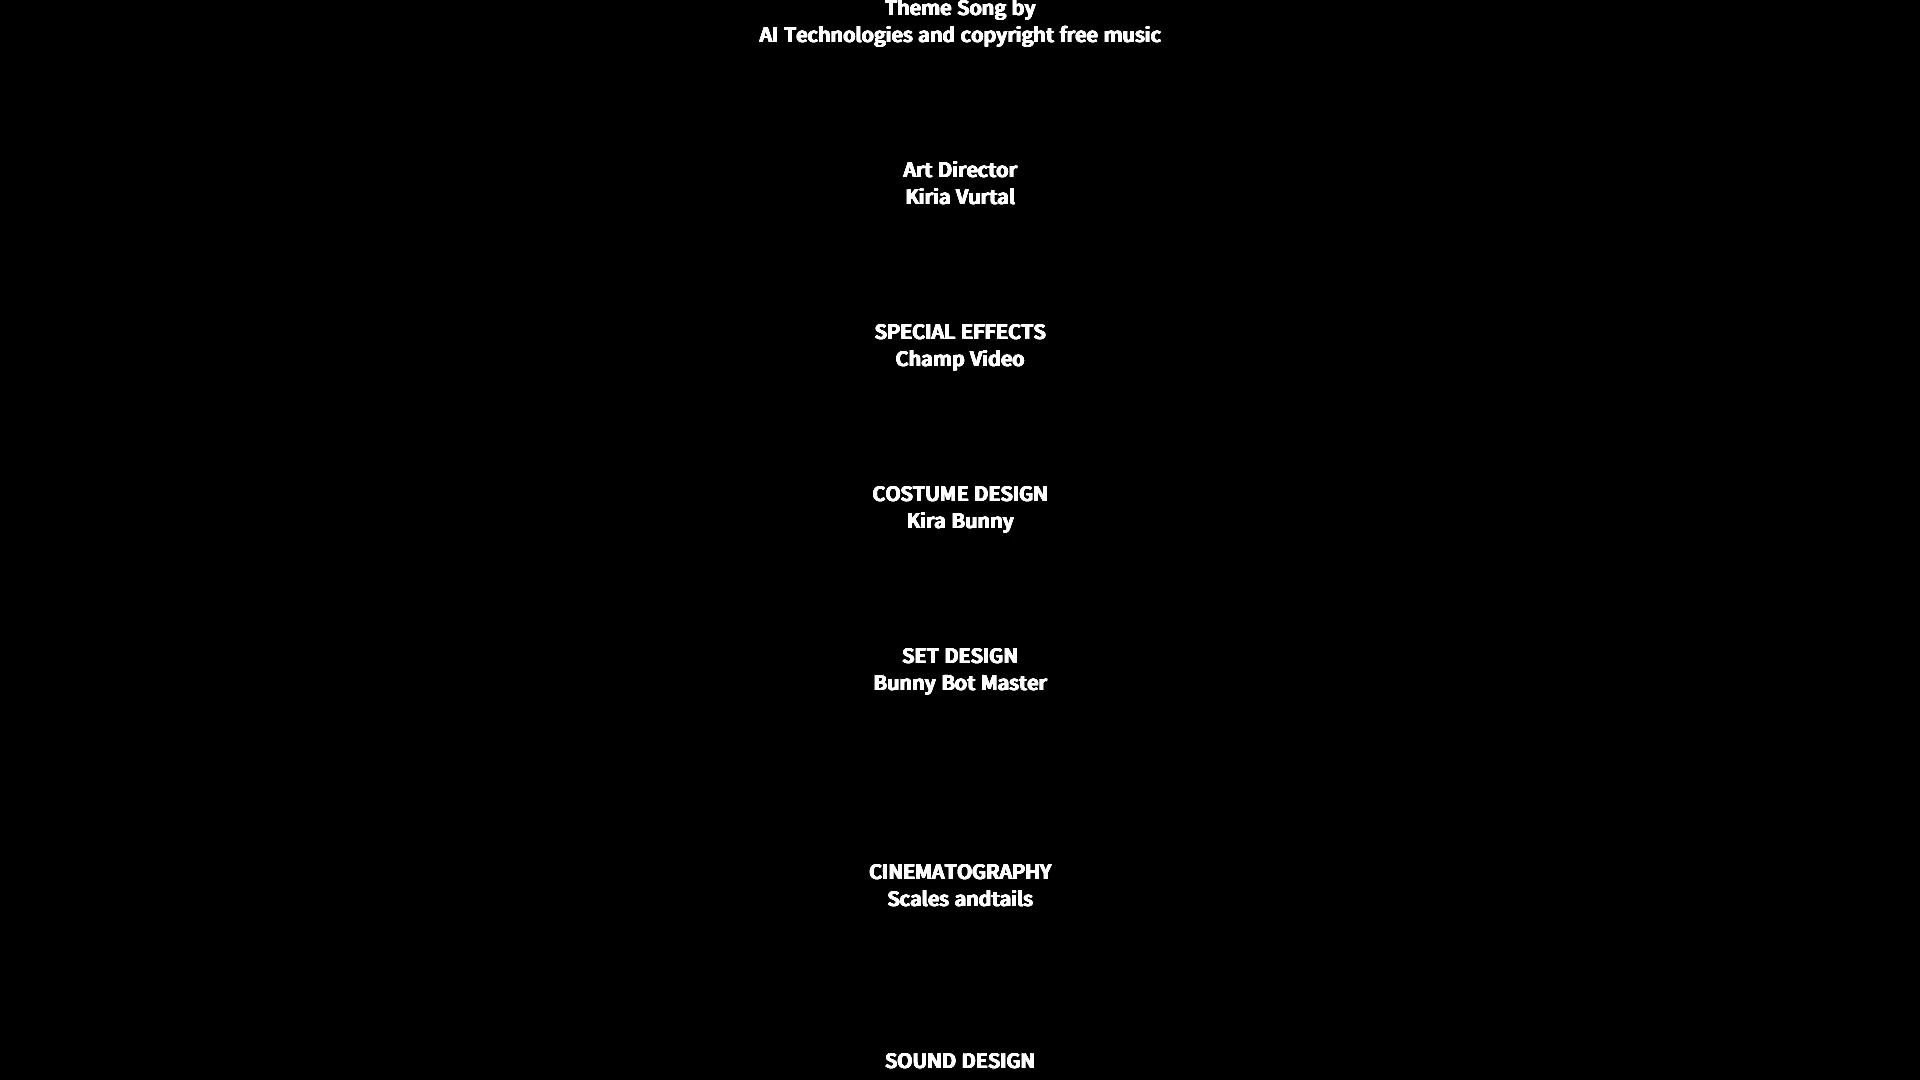 Theme Song by
AI Technologies and copyright free music
Art Director
Kiria Vurtal
SPECIAL EFFECTS
Champ Video
COSTUME DESIGN
Kira Bunny
SET DESIGN
Bunny Bot Master
CINEMATOGRAPHY
Scales andtails
SOUND DESIGN